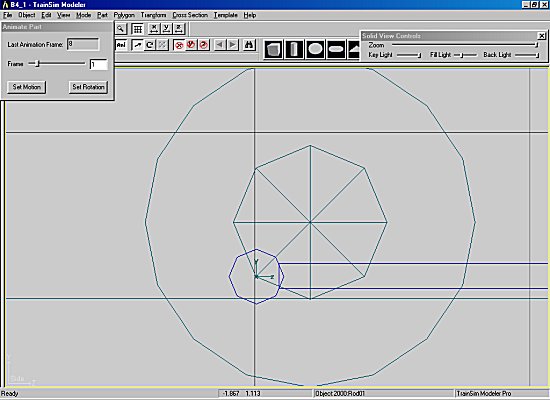 B4_1 - TrainSim Modeler
File Object Edit View Mode Part Polygon Transform Cross Section Template Help
Animate Part
Last Animation Frame: 8
Frame 1
Set Motion Set Rotation
Solid View Controls
Zoom
Key Light Fill Light Back Light
Y
z
Y
Side Z
Ready -1.867 1.113 Object 2000:Rod01 TrainSim Modeler Pro